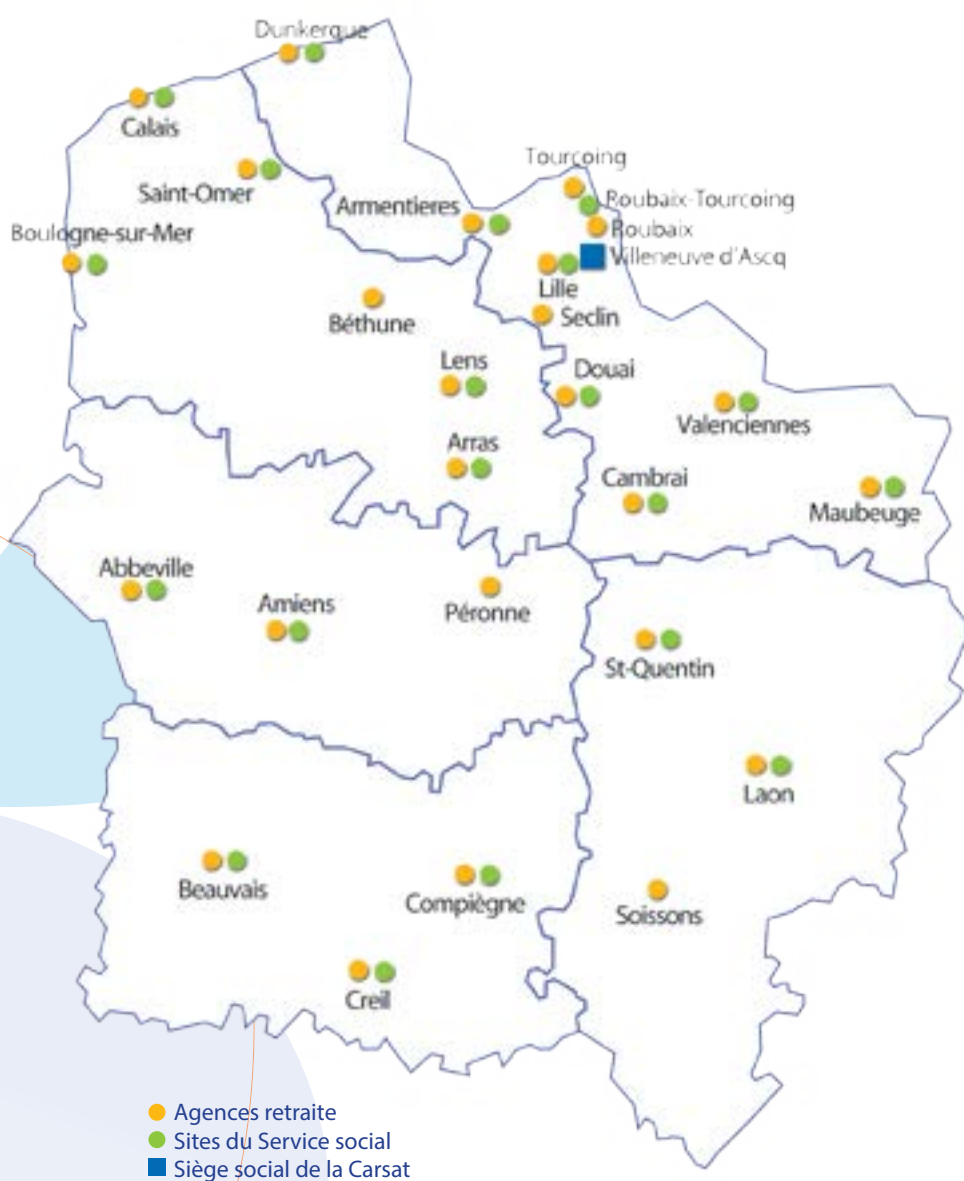 Dunkerque
Calais
Tourcoing
Saint-Omer
Armentieres
Roubaix-Tourcoing
Boulogne-sur-Mer
Roubaix
Villeneuve d'Ascq
Lille
Béthune
Seclin
Lens
Douai
Valenciennes
Arras
Cambrai
Maubeuge
Abbeville
Amiens
Péronne
St-Quentin
Laon
Beauvais
Compiègne
Soissons
Creil
Agences retraite
Sites du Service social
Siège social de la Carsat